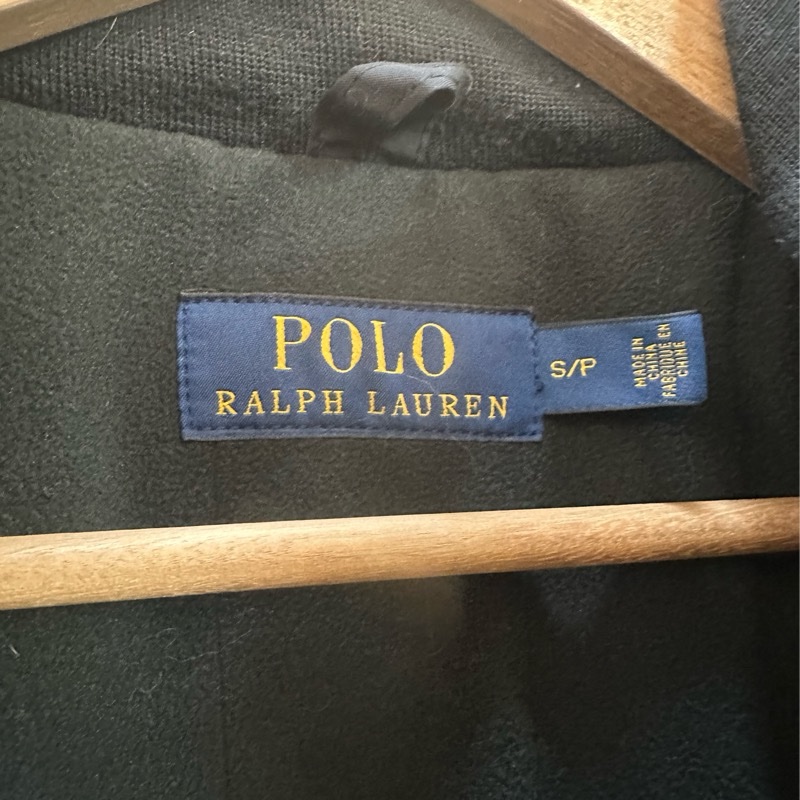 POLO
RALPH LAUREN
S/P
MADE IN
CHINA
FABRIQUE EN
CHINE